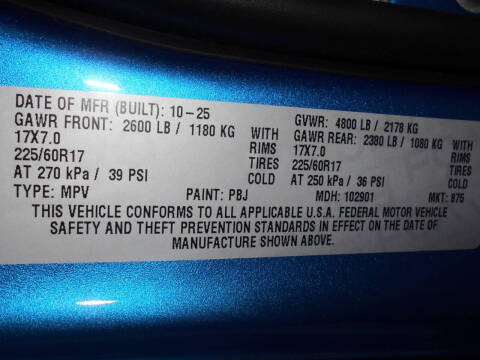 DATE OF MFR (BUILT): 10-25 GVWR: 4800 LB / 2178 KG
GAWR FRONT: 2600 LB / 1180 KG WITH GAWR REAR: 2380 LB / 1080 KG WITH
17X7.0 RIMS 17X7.0 RIMS
225/60R17 TIRES 225/60R17 TIRES
AT 270 kPa / 39 PSI COLD AT 250 kPa / 36 PSI COLD
TYPE: MPV PAINT: PBJ MDH: 102901 MKT: 875
THIS VEHICLE CONFORMS TO ALL APPLICABLE U.S.A. FEDERAL MOTOR VEHICLE
SAFETY AND THEFT PREVENTION STANDARDS IN EFFECT ON THE DATE OF
MANUFACTURE SHOWN ABOVE.